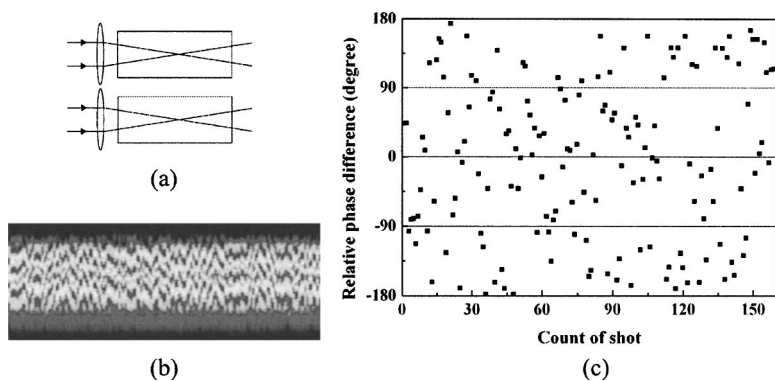 (a)
(b)
Relative phase difference (degree)
180
90
0
-90
-180
0
30
60
90
120
150
Count of shot
(c)